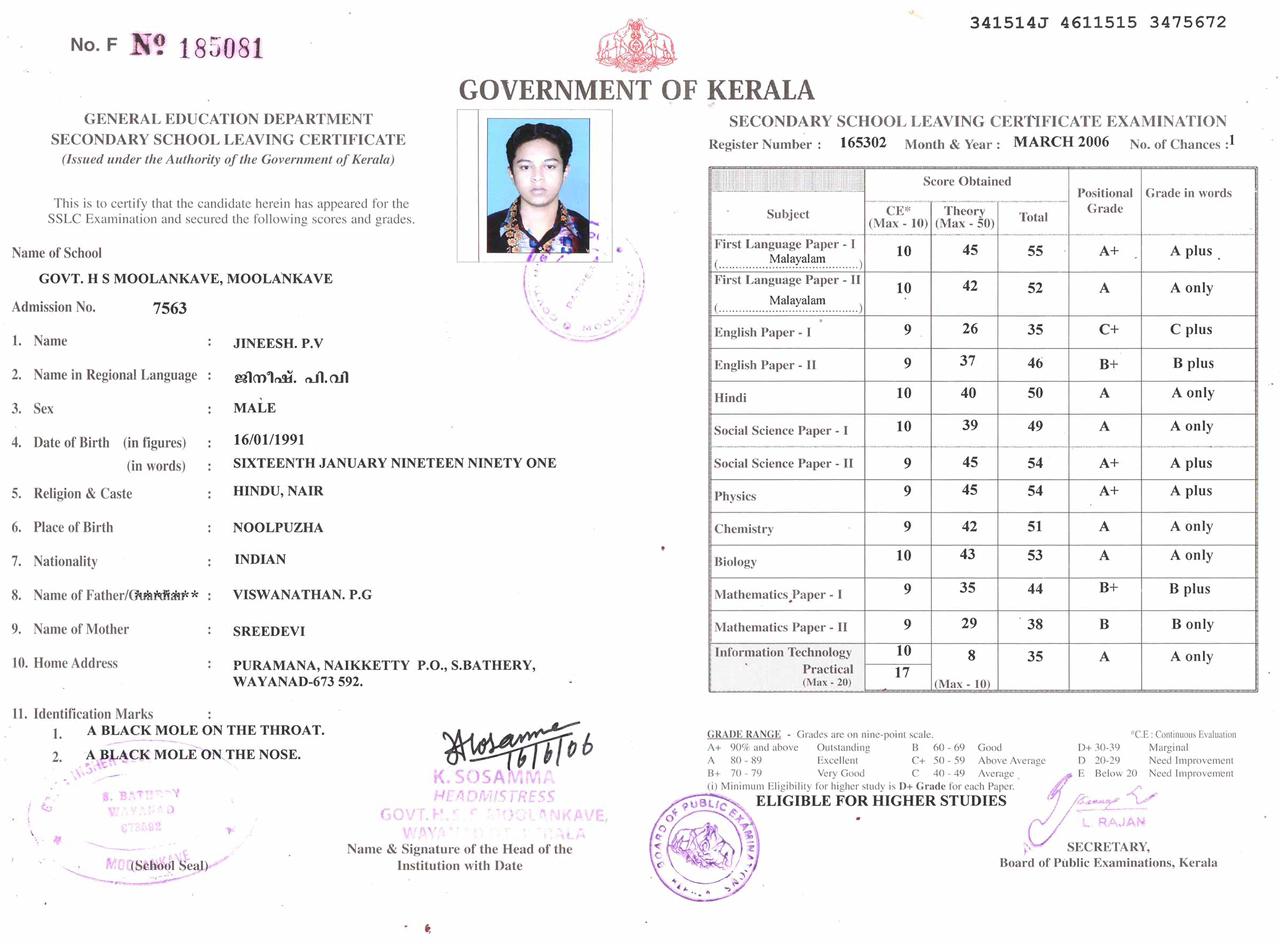 No. F Nº 185081
341514J 4611515 3475672
GOVERNMENT OF KERALA
GENERAL EDUCATION DEPARTMENT
SECONDARY SCHOOL LEAVING CERTIFICATE
(Issued under the Authority of the Government of Kerala)
This is to certify that the candidate herein has appeared for the
SSLC Examination and secured the following scores and grades.
Name of School
GOVT. H S MOOLANKAVE, MOOLANKAVE
Admission No. 7563
1. Name : JINEESH. P.V
2. Name in Regional Language : ജിനീഷ്. പി.വി
3. Sex : MALE
4. Date of Birth (in figures) : 16/01/1991
(in words) : SIXTEENTH JANUARY NINETEEN NINETY ONE
5. Religion & Caste : HINDU, NAIR
6. Place of Birth : NOOLPUZHA
7. Nationality : INDIAN
8. Name of Father/Guardian : VISWANATHAN. P.G
9. Name of Mother : SREEDEVI
10. Home Address : PURAMANA, NAIKKETTY P.O., S.BATHERY,
WAYANAD-673 592.
11. Identification Marks :
1. A BLACK MOLE ON THE THROAT.
2. A BLACK MOLE ON THE NOSE.
S. BATHERY
WAYANAD
673592
MOOLANKAVE
(School Seal)
16/6/06
K. SOSAMMA
HEADMISTRESS
GOVT. H. S. S MOOLANKAVE,
WAYANAD DT. KERALA
Name & Signature of the Head of the
Institution with Date
SECONDARY SCHOOL LEAVING CERTIFICATE EXAMINATION
Register Number : 165302 Month & Year : MARCH 2006 No. of Chances :1
Subject Score Obtained Positional Grade Grade in words
CE* (Max - 10) Theory (Max - 50) Total
First Language Paper - I 10 45 55 A+ A plus
(Malayalam)
First Language Paper - II 10 42 52 A A only
(Malayalam)
English Paper - I 9 26 35 C+ C plus
English Paper - II 9 37 46 B+ B plus
Hindi 10 40 50 A A only
Social Science Paper - I 10 39 49 A A only
Social Science Paper - II 9 45 54 A+ A plus
Physics 9 45 54 A+ A plus
Chemistry 9 42 51 A A only
Biology 10 43 53 A A only
Mathematics Paper - I 9 35 44 B+ B plus
Mathematics Paper - II 9 29 38 B B only
Information Technology 10 8 35 A A only
Practical 17
(Max - 20) (Max - 10)
GRADE RANGE - Grades are on nine-point scale. *C.E : Continuous Evaluation
A+ 90% and above Outstanding B 60 - 69 Good D+ 30-39 Marginal
A 80 - 89 Excellent C+ 50 - 59 Above Average D 20-29 Need Improvement
B+ 70 - 79 Very Good C 40 - 49 Average E Below 20 Need Improvement
(i) Minimum Eligibility for higher study is D+ Grade for each Paper.
ELIGIBLE FOR HIGHER STUDIES
BOARD OF PUBLIC EXAMINATIONS
KERALA
L. RAJAN
SECRETARY,
Board of Public Examinations, Kerala